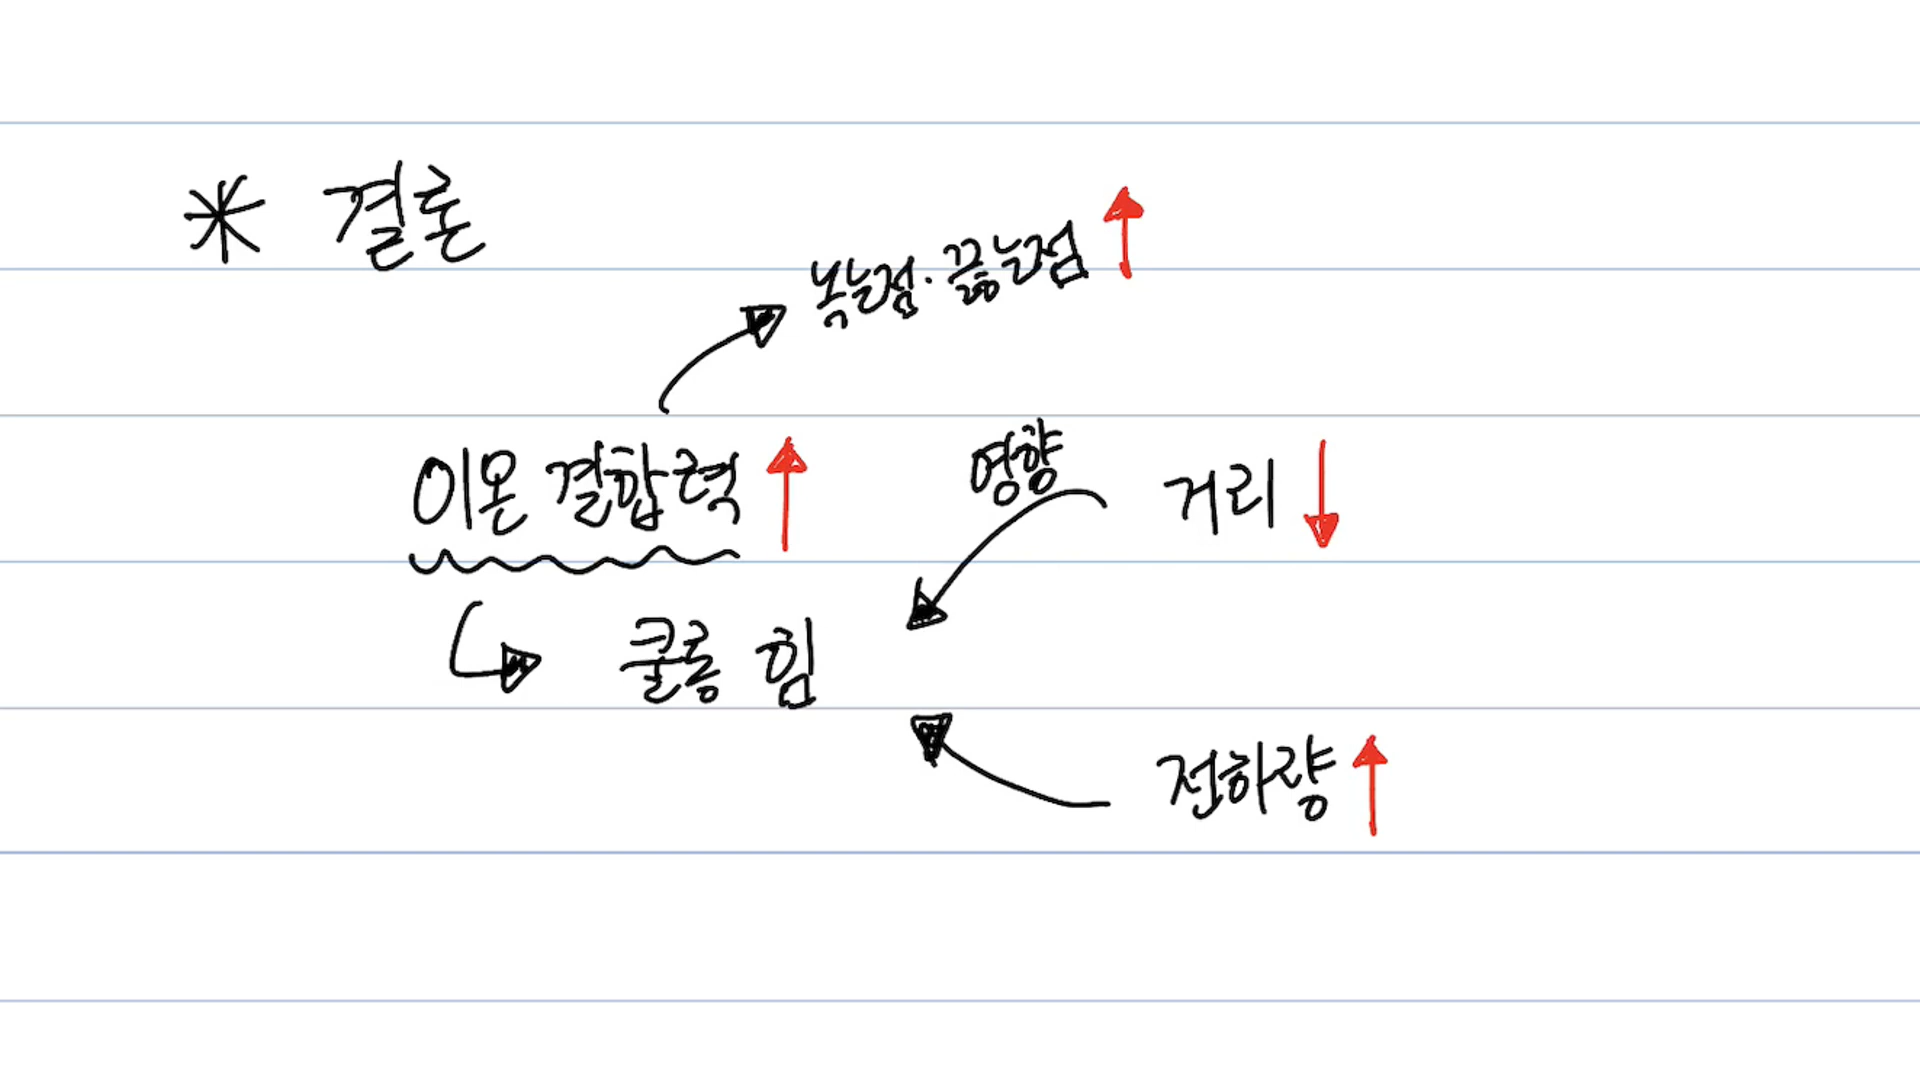 * 결론
녹는점·끓는점 ↑
이온 결합력 ↑
영향
거리 ↓
쿨롱 힘
전하량 ↑